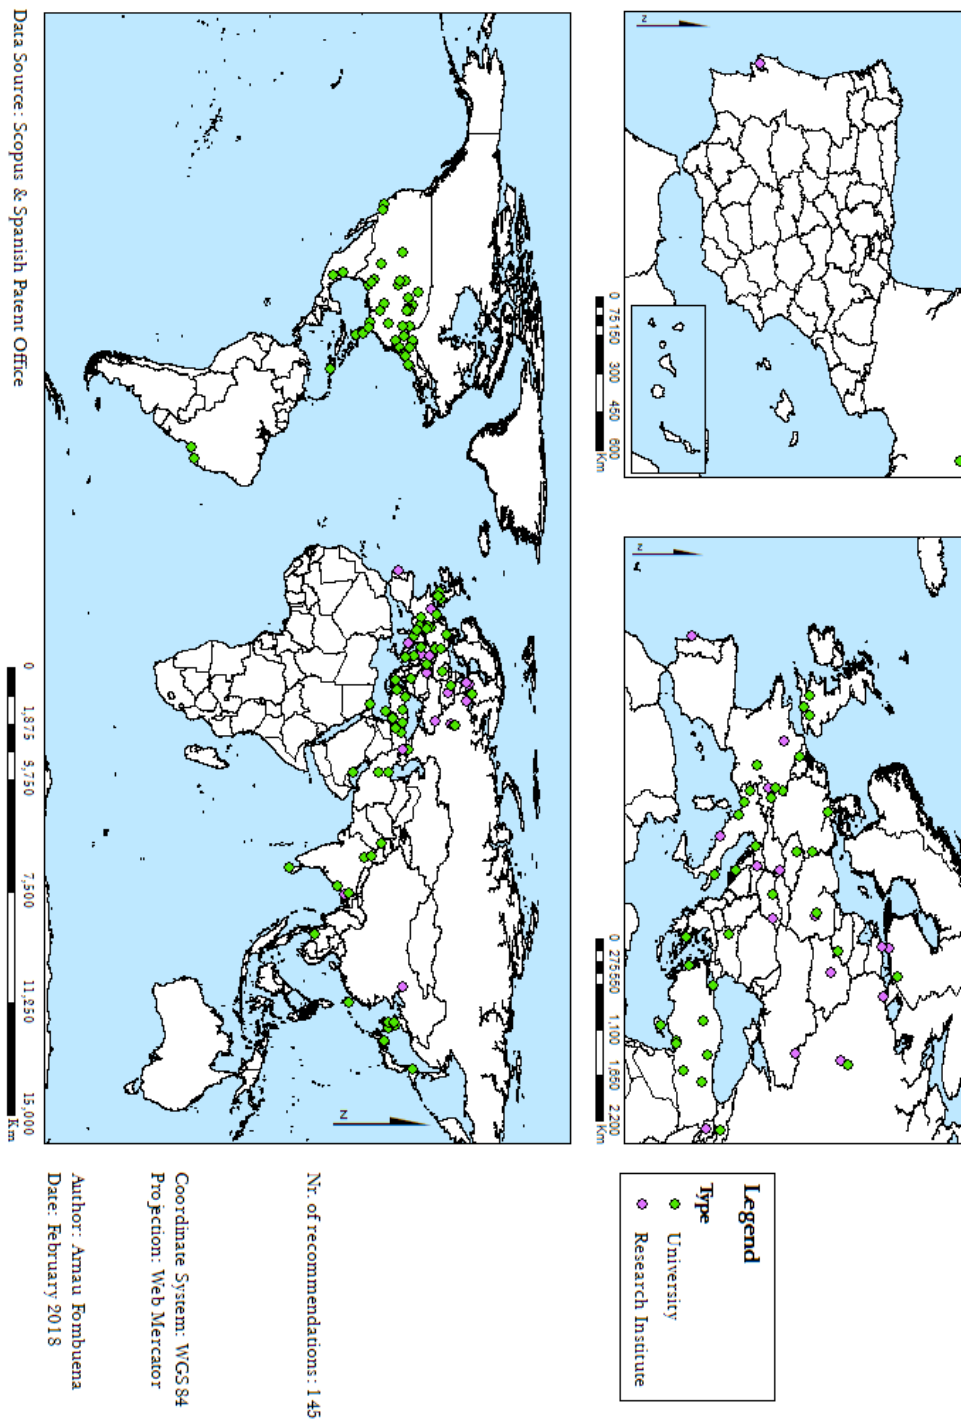 N
0 75150 300 450 600
Km
N
0 275550 1,100 1,650 2,200
Km
Legend
Type
University
Research Institute
Nr. of recommendations: 145
N
Coordinate System: WGS84
Projection: Web Mercator
Author: Arnau Fombuena
Date: February 2018
0 1,875 3,750 7,500 11,250 15,000
Km
Data Source: Scopus & Spanish Patent Office